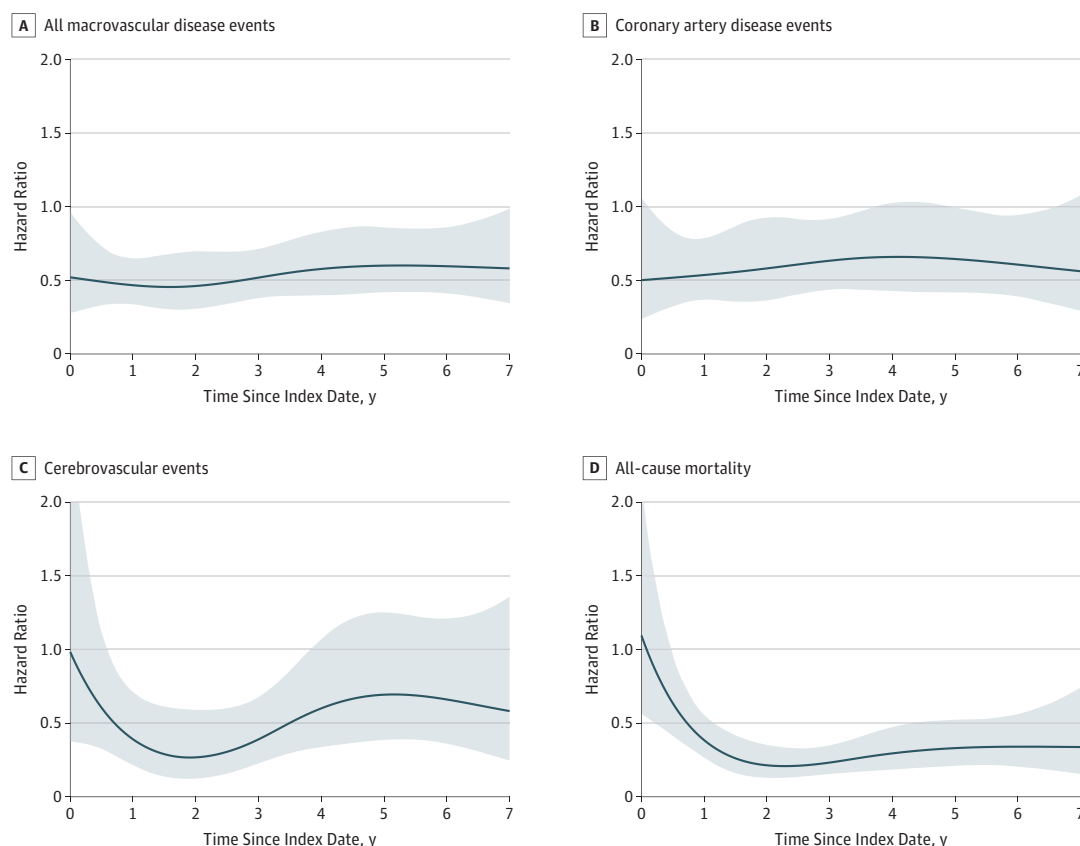 A All macrovascular disease events
2.0
1.5
1.0
0.5
0
Hazard Ratio
0 1 2 3 4 5 6 7
Time Since Index Date, y
B Coronary artery disease events
2.0
1.5
1.0
0.5
0
Hazard Ratio
0 1 2 3 4 5 6 7
Time Since Index Date, y
C Cerebrovascular events
2.0
1.5
1.0
0.5
0
Hazard Ratio
0 1 2 3 4 5 6 7
Time Since Index Date, y
D All-cause mortality
2.0
1.5
1.0
0.5
0
Hazard Ratio
0 1 2 3 4 5 6 7
Time Since Index Date, y